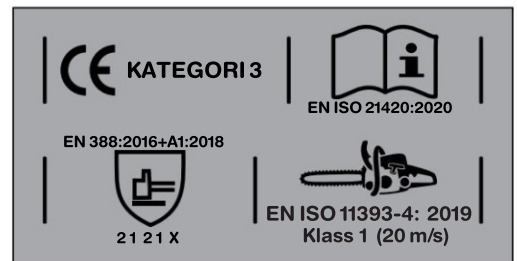 CE KATEGORI 3
i
EN ISO 21420:2020
EN 388:2016+A1:2018
2 1 2 1 X
EN ISO 11393-4: 2019
Klass 1 (20 m/s)